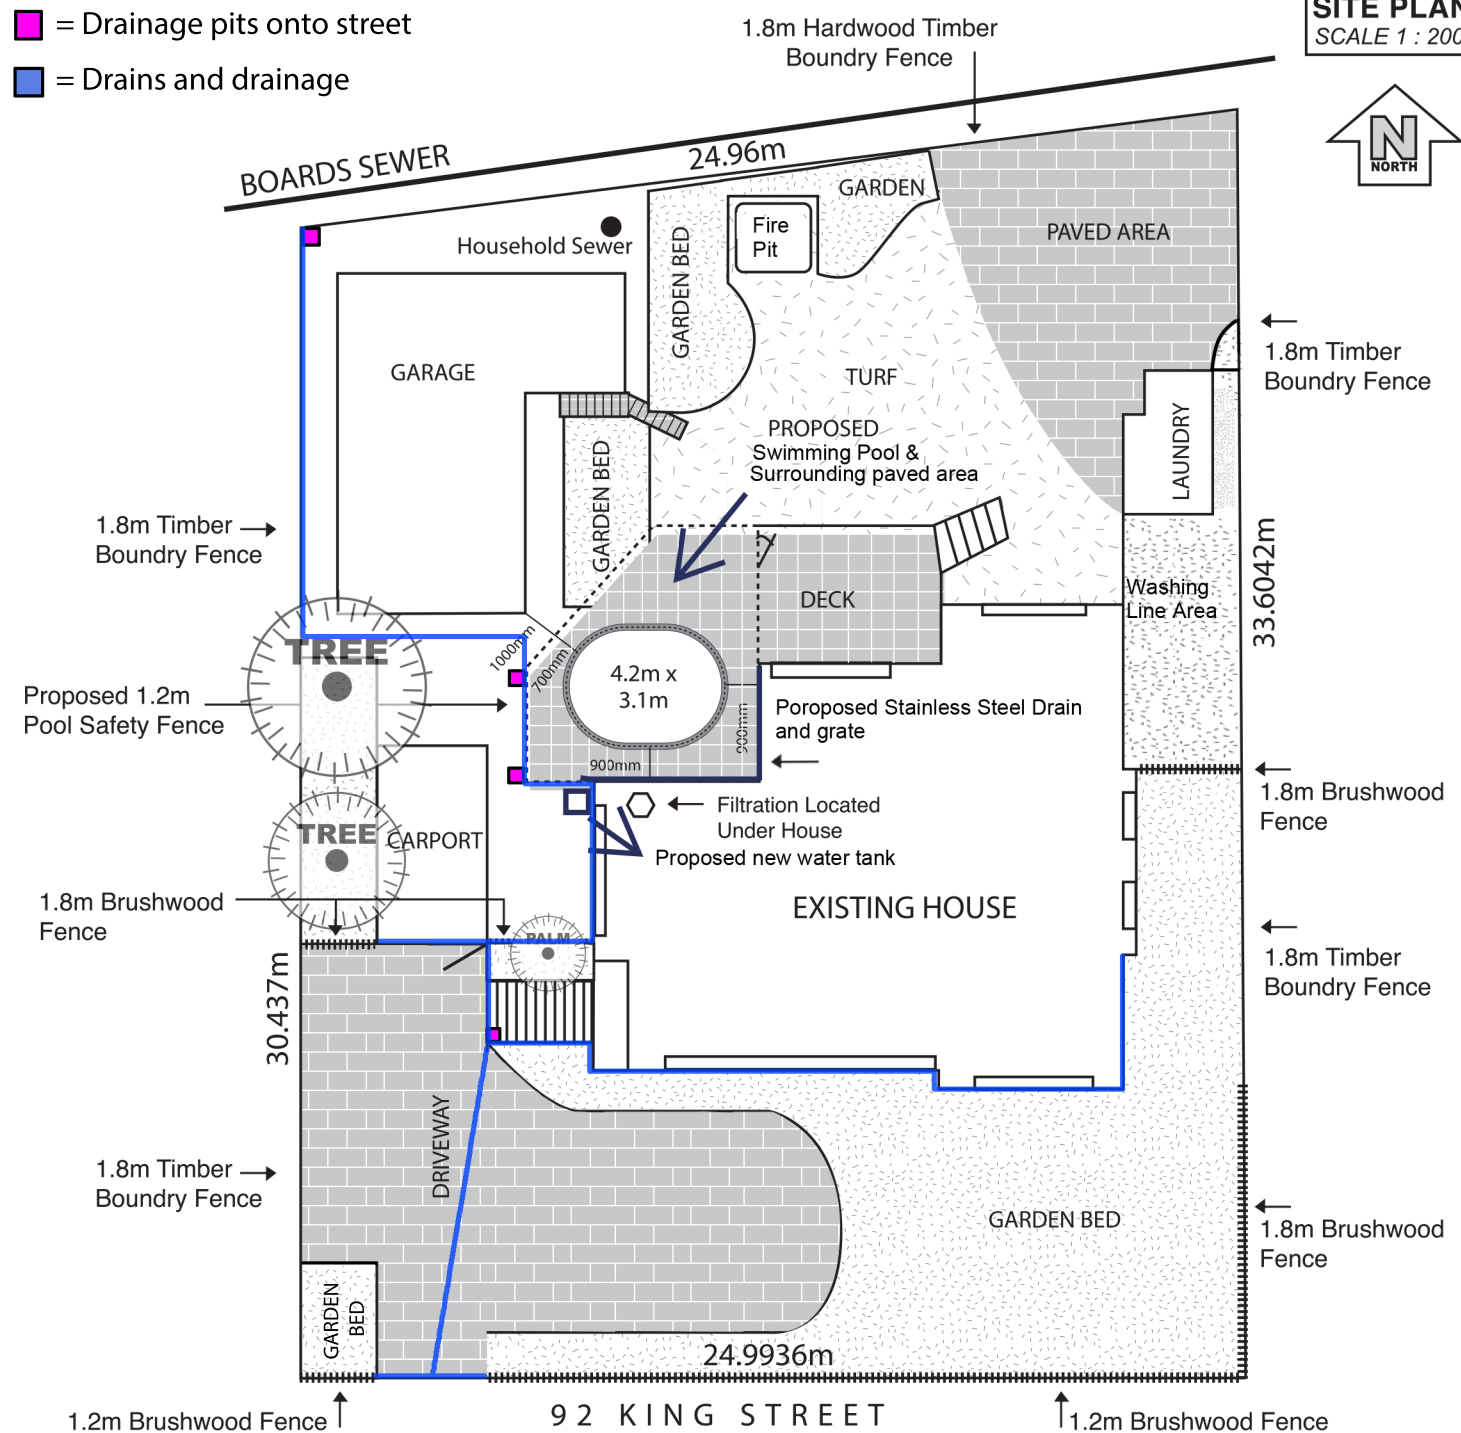 = Drainage pits onto street
= Drains and drainage
SITE PLAN
SCALE 1 : 200
1.8m Hardwood Timber
Boundry Fence
NORTH
N
BOARDS SEWER
24.96m
Household Sewer
GARDEN
Fire
Pit
GARDEN BED
PAVED AREA
GARAGE
TURF
1.8m Timber
Boundry Fence
LAUNDRY
PROPOSED
Swimming Pool &
Surrounding paved area
GARDEN BED
1.8m Timber
Boundry Fence
33.6042m
DECK
Washing
Line Area
1000mm
700mm
TREE
4.2m x
3.1m
Proposed 1.2m
Pool Safety Fence
Poroposed Stainless Steel Drain
and grate
900mm
900mm
1.8m Brushwood
Fence
Filtration Located
Under House
Proposed new water tank
TREE
CARPORT
1.8m Brushwood
Fence
EXISTING HOUSE
PALM
1.8m Timber
Boundry Fence
30.437m
DRIVEWAY
1.8m Timber
Boundry Fence
GARDEN BED
1.8m Brushwood
Fence
GARDEN
BED
24.9936m
1.2m Brushwood Fence
92 KING STREET
1.2m Brushwood Fence